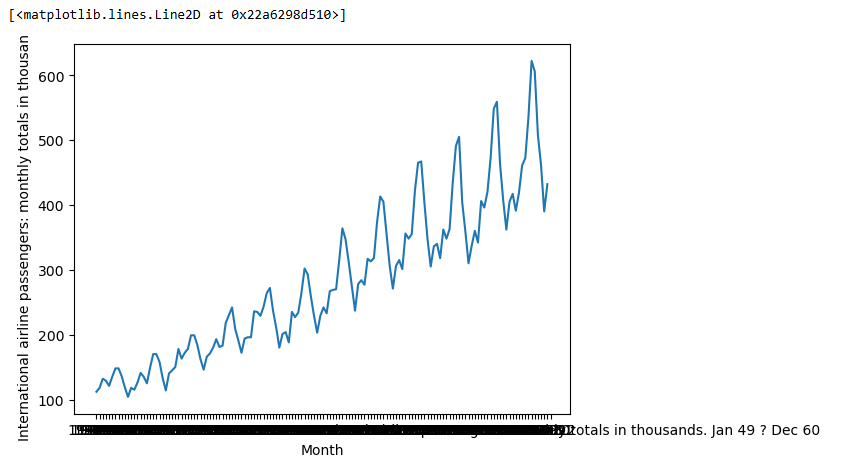 [<matplotlib.lines.Line2D at 0x22a6298d510>]
International airline passengers: monthly totals in thousan
600
500
400
300
200
100
totals in thousands. Jan 49 ? Dec 60
Month